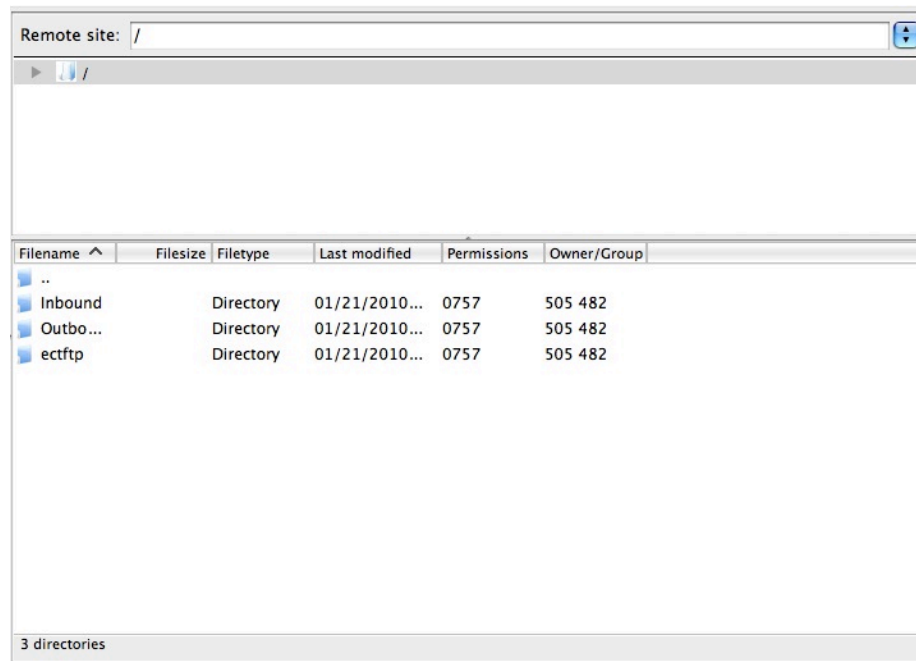 Remote site: /
/
Filename Filesize Filetype Last modified Permissions Owner/Group
..
Inbound Directory 01/21/2010... 0757 505 482
Outbo... Directory 01/21/2010... 0757 505 482
ectftp Directory 01/21/2010... 0757 505 482
3 directories